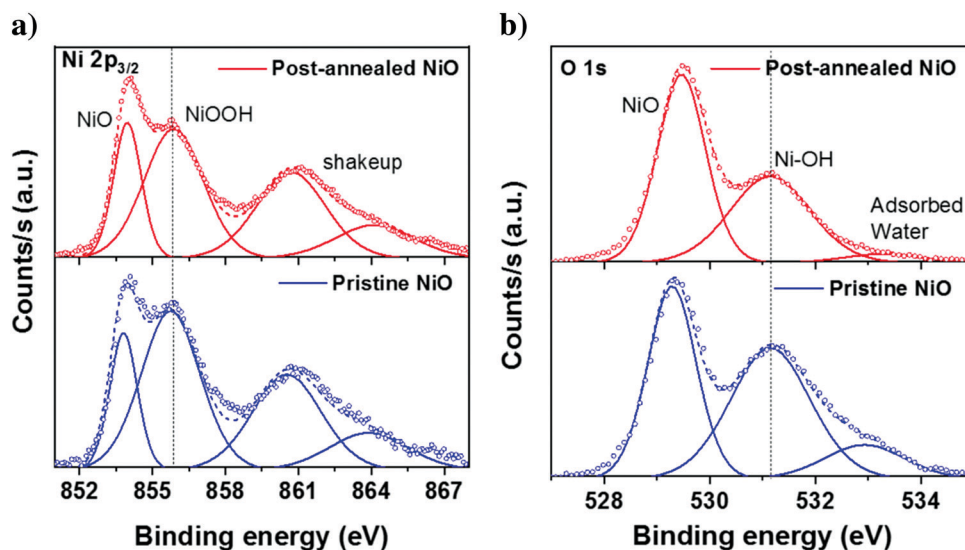 a)
Ni 2p3/2
Post-annealed NiO
NiO
NiOOH
shakeup
Pristine NiO
Counts/s (a.u.)
852 855 858 861 864 867
Binding energy (eV)
b)
O 1s
Post-annealed NiO
NiO
Ni-OH
Adsorbed
Water
Pristine NiO
Counts/s (a.u.)
528 530 532 534
Binding energy (eV)